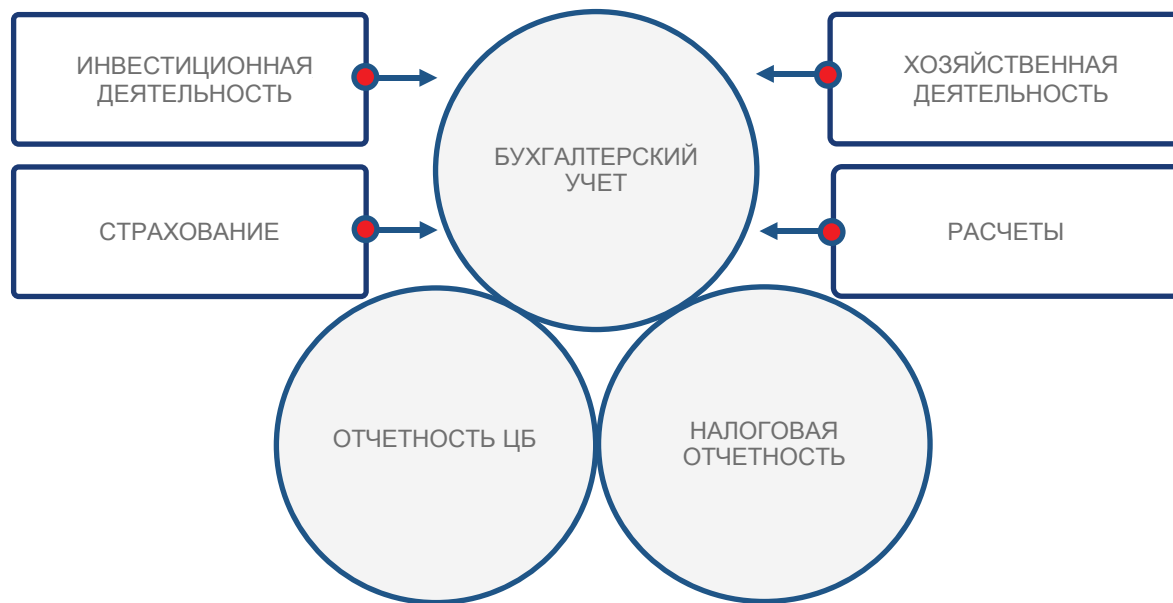 ИНВЕСТИЦИОННАЯ
ДЕЯТЕЛЬНОСТЬ
ХОЗЯЙСТВЕННАЯ
ДЕЯТЕЛЬНОСТЬ
БУХГАЛТЕРСКИЙ
УЧЕТ
СТРАХОВАНИЕ
РАСЧЕТЫ
ОТЧЕТНОСТЬ ЦБ
НАЛОГОВАЯ
ОТЧЕТНОСТЬ